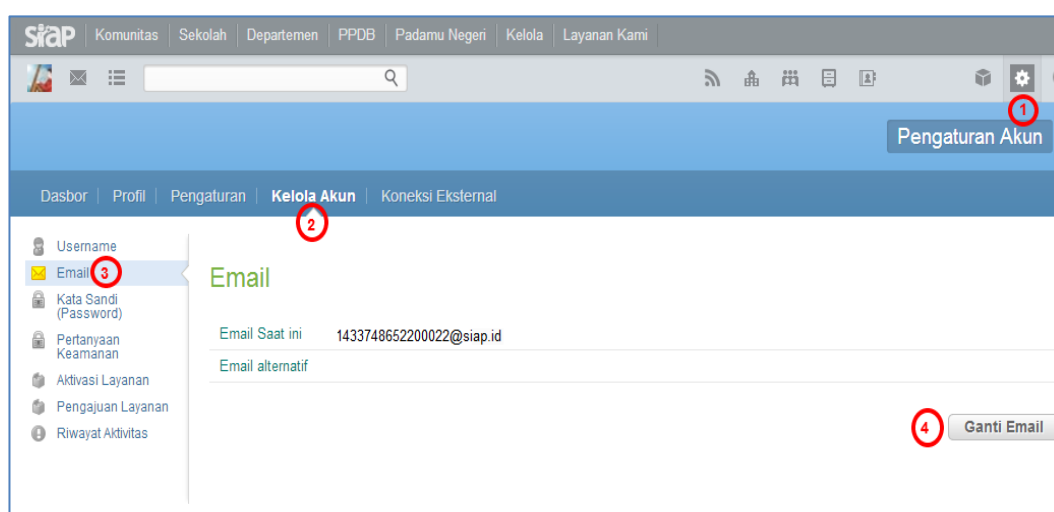 siap Komunitas Sekolah Departemen PPDB Padamu Negeri Kelola Layanan Kami
1
Pengaturan Akun
Dasbor Profil Pengaturan Kelola Akun Koneksi Eksternal
2
Username
Email 3
Kata Sandi
(Password)
Pertanyaan
Keamanan
Aktivasi Layanan
Pengajuan Layanan
Riwayat Aktivitas
Email
Email Saat ini 1433748652200022@siap.id
Email alternatif
4 Ganti Email